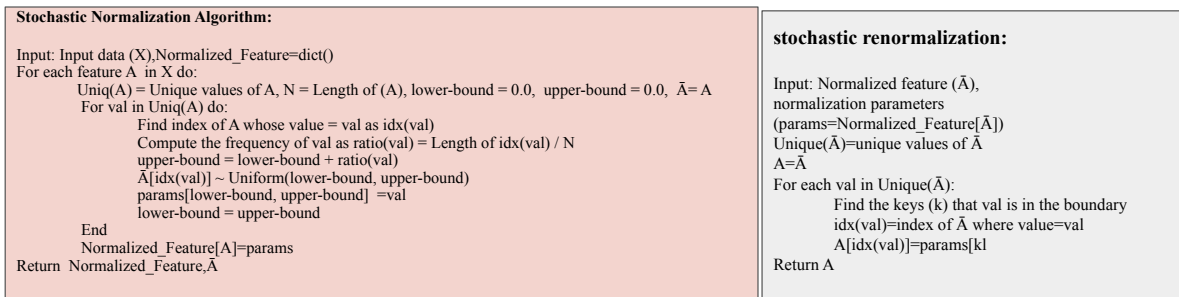 Stochastic Normalization Algorithm:
Input: Input data (X),Normalized_Feature=dict()
For each feature A in X do:
Uniq(A) = Unique values of A, N = Length of (A), lower-bound = 0.0, upper-bound = 0.0, Ā= A
For val in Uniq(A) do:
Find index of A whose value = val as idx(val)
Compute the frequency of val as ratio(val) = Length of idx(val) / N
upper-bound = lower-bound + ratio(val)
Ā[idx(val)] ~ Uniform(lower-bound, upper-bound)
params[lower-bound, upper-bound] =val
lower-bound = upper-bound
End
Normalized_Feature[A]=params
Return Normalized_Feature,Ā
stochastic renormalization:
Input: Normalized feature (Ā),
normalization parameters
(params=Normalized_Feature[Ā])
Unique(Ā)=unique values of Ā
A=Ā
For each val in Unique(Ā):
Find the keys (k) that val is in the boundary
idx(val)=index of Ā where value=val
A[idx(val)]=params[kl
Return A